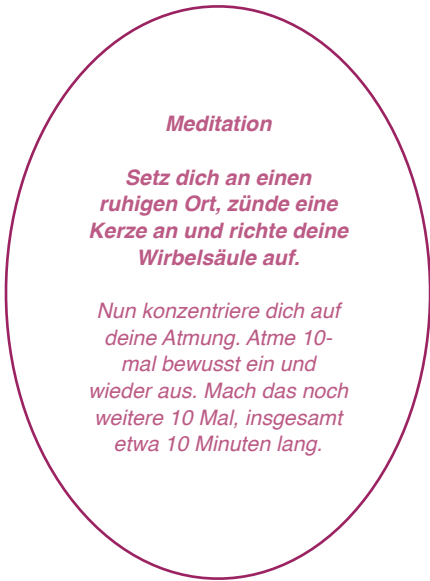 Meditation
Setz dich an einen
ruhigen Ort, zünde eine
Kerze an und richte deine
Wirbelsäule auf.
Nun konzentriere dich auf
deine Atmung. Atme 10-
mal bewusst ein und
wieder aus. Mach das noch
weitere 10 Mal, insgesamt
etwa 10 Minuten lang.